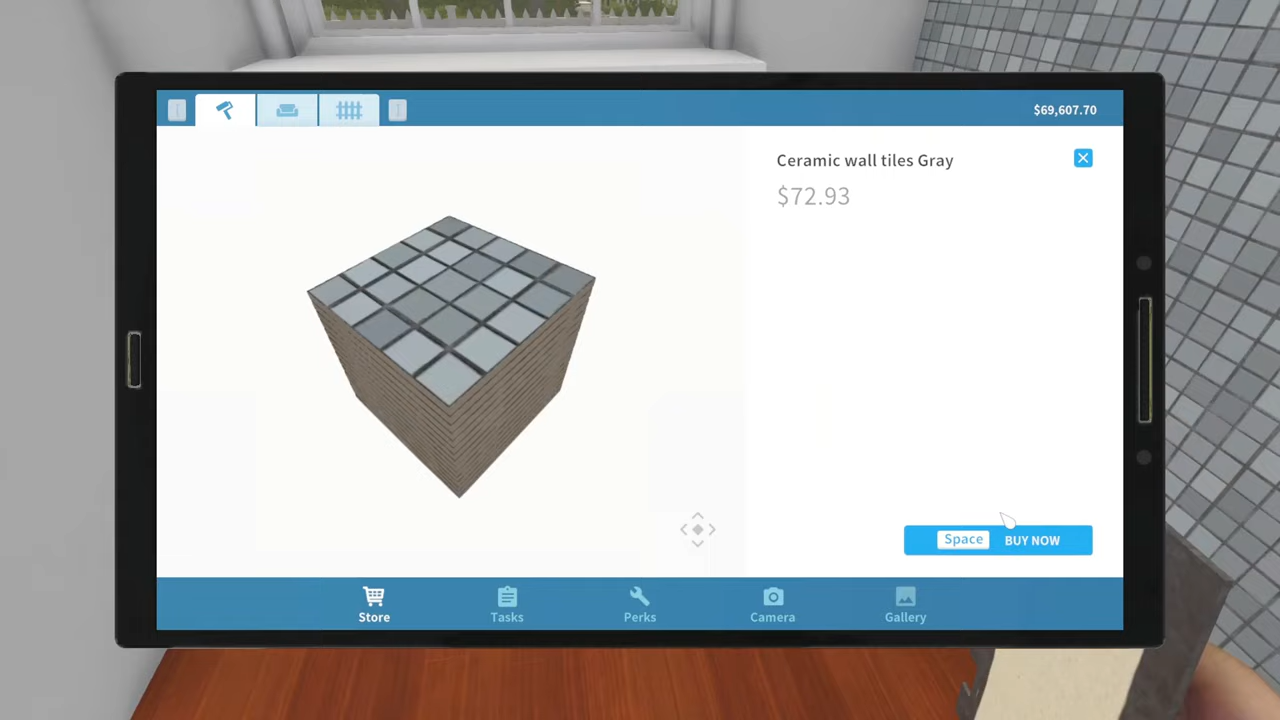 $69,607.70
Ceramic wall tiles Gray
$72.93
Space BUY NOW
Store
Tasks
Perks
Camera
Gallery